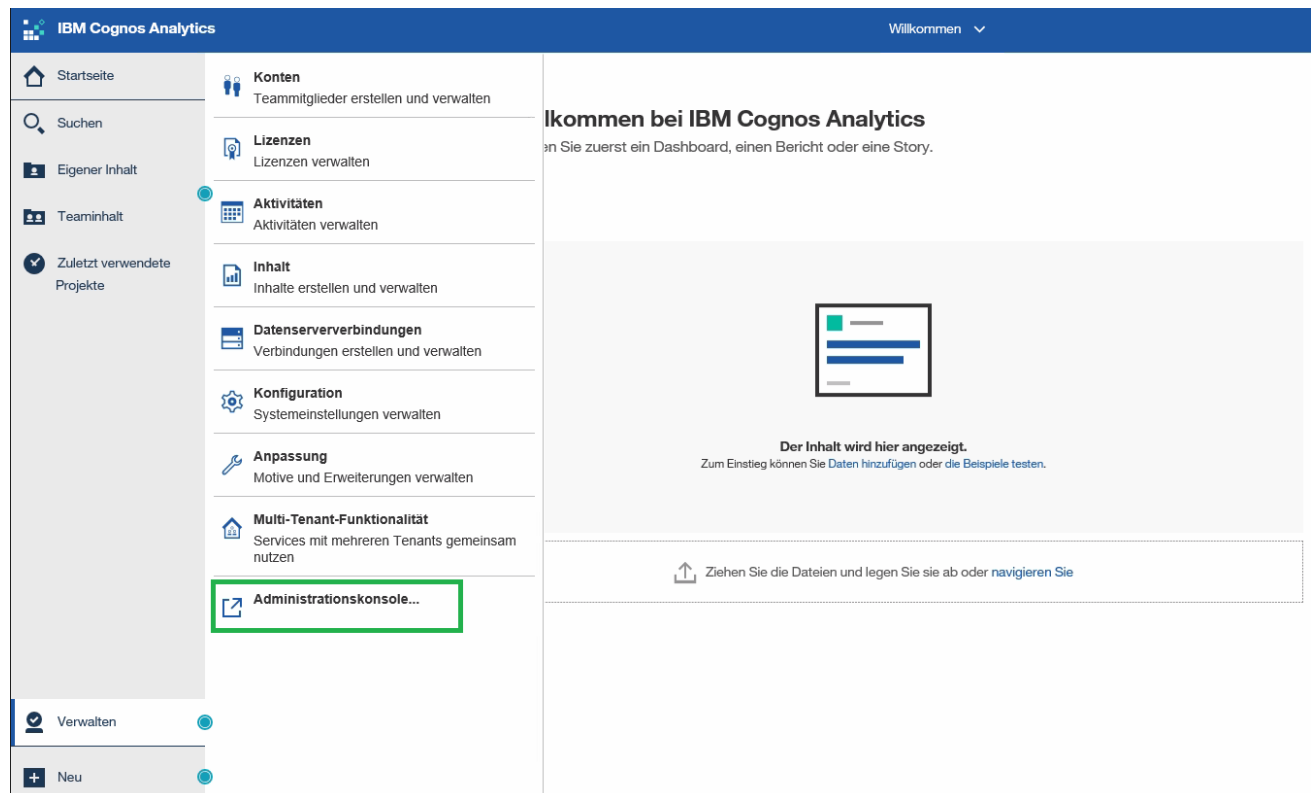 IBM Cognos Analytics
Willkommen
Startseite
Suchen
Eigener Inhalt
Teaminhalt
Zuletzt verwendete
Projekte
Verwalten
Neu
Konten
Teammitglieder erstellen und verwalten
Lizenzen
Lizenzen verwalten
Aktivitäten
Aktivitäten verwalten
Inhalt
Inhalte erstellen und verwalten
Datenserververbindungen
Verbindungen erstellen und verwalten
Konfiguration
Systemeinstellungen verwalten
Anpassung
Motive und Erweiterungen verwalten
Multi-Tenant-Funktionalität
Services mit mehreren Tenants gemeinsam
nutzen
Administrationskonsole...
lkommen bei IBM Cognos Analytics
en Sie zuerst ein Dashboard, einen Bericht oder eine Story.
Der Inhalt wird hier angezeigt.
Zum Einstieg können Sie Daten hinzufügen oder die Beispiele testen.
Ziehen Sie die Dateien und legen Sie sie ab oder navigieren Sie